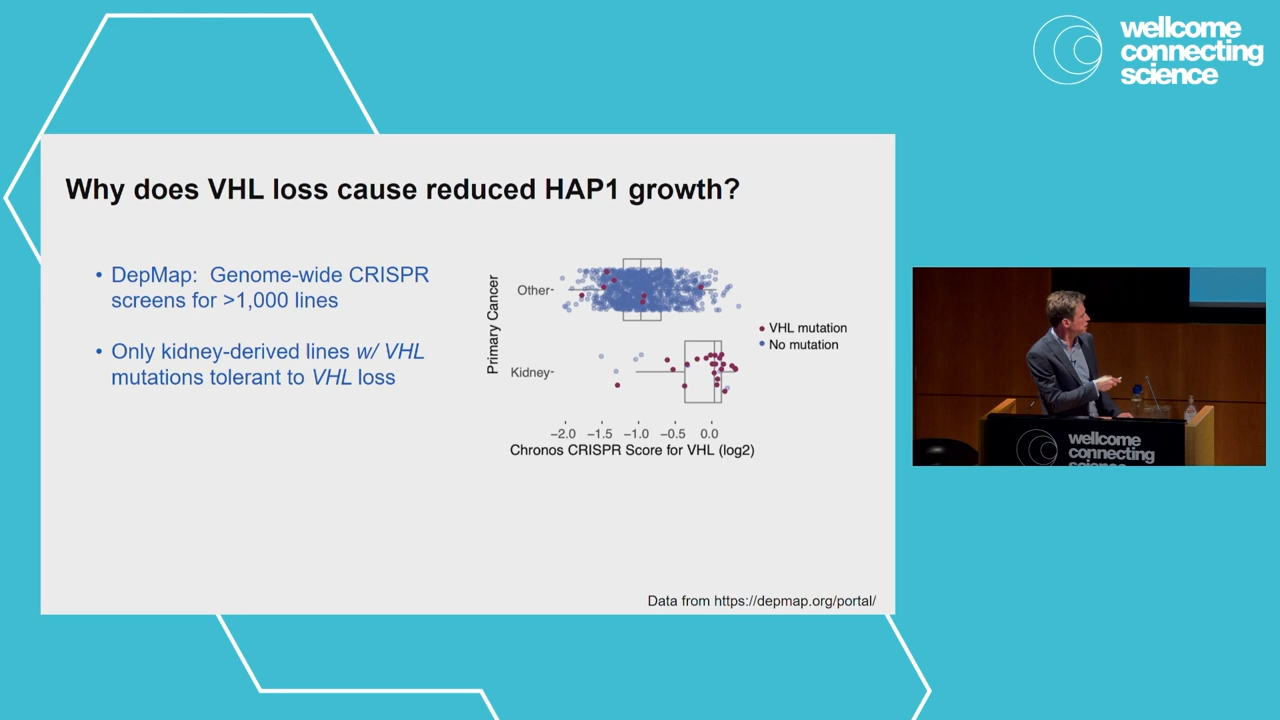 wellcome
connecting
science
Why does VHL loss cause reduced HAP1 growth?
• DepMap: Genome-wide CRISPR
screens for >1,000 lines
• Only kidney-derived lines w/ VHL
mutations tolerant to VHL loss
Primary Cancer
Other
Kidney
VHL mutation
No mutation
−2.0 −1.5 −1.0 −0.5 0.0
Chronos CRISPR Score for VHL (log2)
Data from https://depmap.org/portal/
wellcome
connecting
science